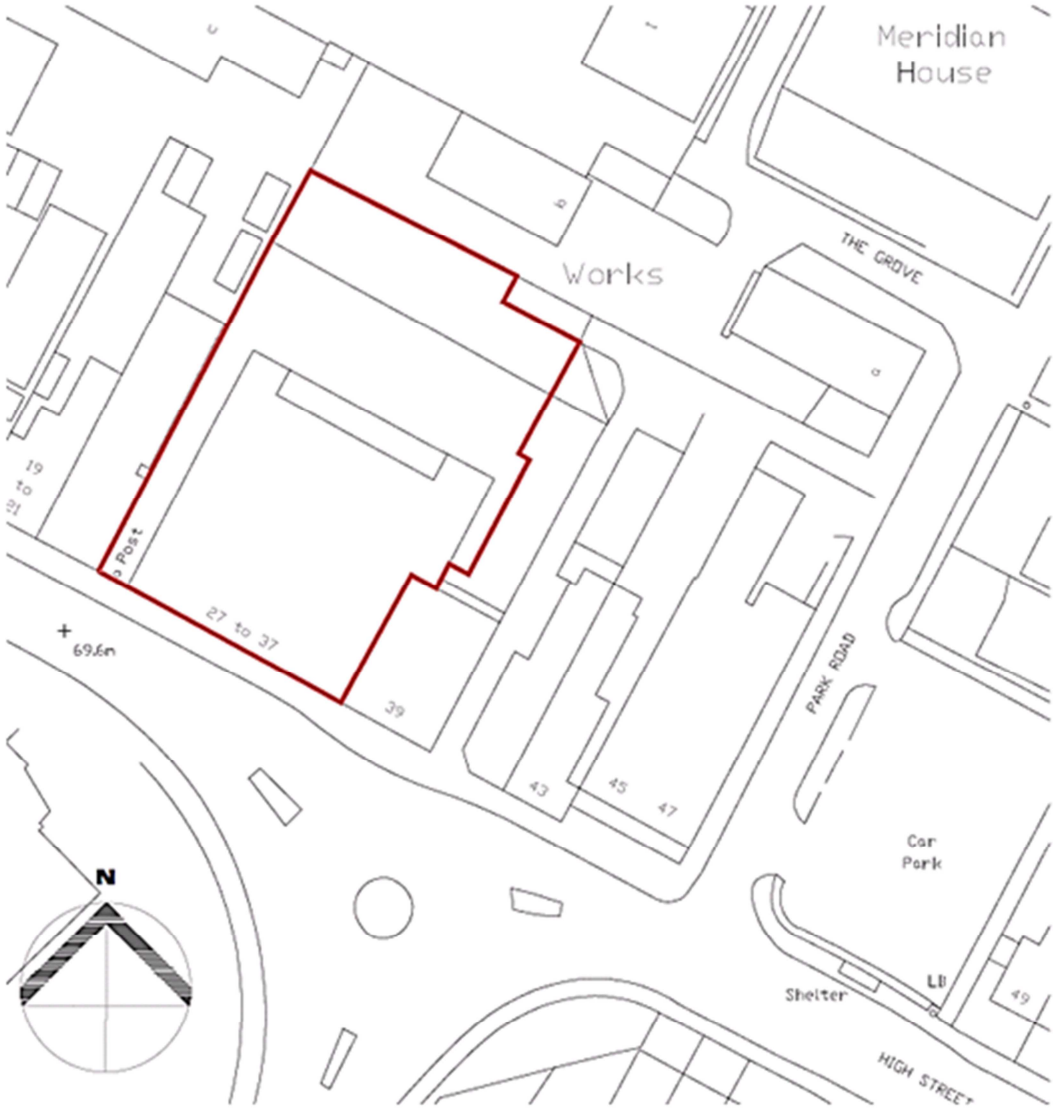 Meridian
House
THE GROVE
Works
19
to
21
Post
27 to 37
69.6m
39
PARK ROAD
43
45
47
Car
Park
N
LB
Shelter
49
HIGH STREET